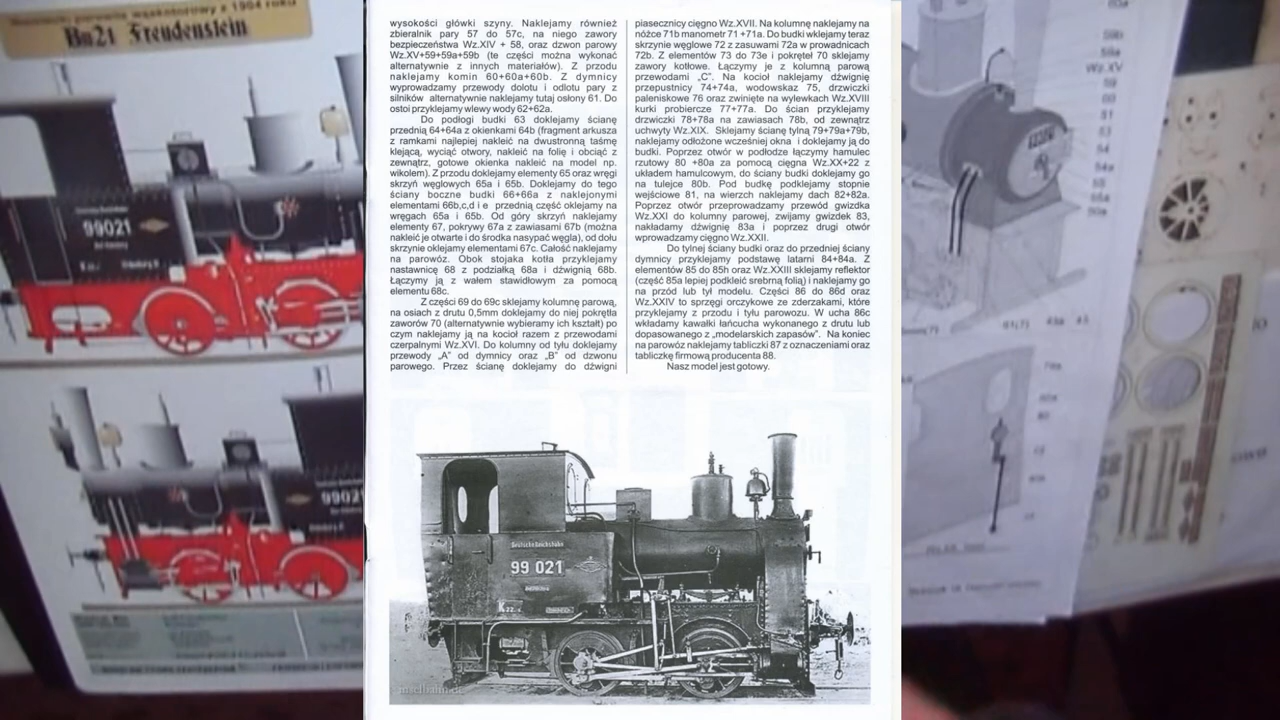 Bn2t Freudenstein
99021
99021
wysokości główki szyny. Naklejamy również
zbieralnik pary 57 do 57c, na niego zawory
bezpieczeństwa Wz.XIV + 58, oraz dzwon parowy
Wz.XV+59+59a+59b (te części można wykonać
alternatywnie z innych materiałów). Z przodu
naklejamy komin 60+60a+60b. Z dymnicy
wyprowadzamy przewody dolotu i odlotu pary z
silników alternatywnie naklejamy tutaj osłony 61. Do
ostoi przyklejamy wlewy wody 62+62a.
Do podłogi budki 63 doklejamy ścianę
przednią 64+64a z okienkami 64b (fragment arkusza
z ramkami najlepiej nakleić na dwustronną taśmę
klejącą, wyciąć otwory, nakleić na folię i obciąć z
zewnątrz, gotowe okienka nakleić na model np.
wikolem). Z przodu doklejamy elementy 65 oraz wręgi
skrzyń węglowych 65a i 65b. Doklejamy do tego
ściany boczne budki 66+66a z naklejonymi
elementami 66b,c,d i e przednią część oklejamy na
wręgach 65a i 65b. Od góry skrzyń naklejamy
elementy 67, pokrywy 67a z zawiasami 67b (można
nakleić je otwarte i do środka nasypać węgla), od dołu
skrzynie oklejamy elementami 67c. Całość naklejamy
na parowóz. Obok stojaka kotła przyklejamy
nastawnicę 68 z podziałką 68a i dźwignią 68b.
Łączymy ją z wałem stawidłowym za pomocą
elementu 68c.
Z części 69 do 69c sklejamy kolumnę parową,
na osiach z drutu 0,5mm doklejamy do niej pokrętła
zaworów 70 (alternatywnie wybieramy ich kształt) po
czym naklejamy ją na kocioł razem z przewodami
czerpalnymi Wz.XVI. Do kolumny od tyłu doklejamy
przewody „A” od dymnicy oraz „B” od dzwonu
parowego. Przez ścianę doklejamy do dźwigni
piasecznicy cięgno Wz.XVII. Na kolumnę naklejamy na
nóżce 71b manometr 71 +71a. Do budki wklejamy teraz
skrzynie węglowe 72 z zasuwami 72a w prowadnicach
72b. Z elementów 73 do 73e i pokręteł 70 sklejamy
zawory kotłowe. Łączymy je z kolumną parową
przewodami „C”. Na kocioł naklejamy dźwignię
przepustnicy 74+74a, wodowskaz 75, drzwiczki
paleniskowe 76 oraz zwinięte na wylewkach Wz.XVIII
kurki probiercze 77+77a. Do ścian przyklejamy
drzwiczki 78+78a na zawiasach 78b, od zewnątrz
uchwyty Wz.XIX. Sklejamy ścianę tylną 79+79a+79b,
naklejamy odłożone wcześniej okna i doklejamy ją do
budki. Poprzez otwór w podłodze łączymy hamulec
rzutowy 80 +80a za pomocą cięgna Wz.XX+22 z
układem hamulcowym, do ściany budki doklejamy go
na tulejce 80b. Pod budkę podklejamy stopnie
wejściowe 81, na wierzch naklejamy dach 82+82a.
Poprzez otwór przeprowadzamy przewód gwizdka
Wz.XXI do kolumny parowej, zwijamy gwizdek 83,
nakładamy dźwignię 83a i poprzez drugi otwór
wprowadzamy cięgno Wz.XXII.
Do tylnej ściany budki oraz do przedniej ściany
dymnicy przyklejamy podstawę latarni 84+84a. Z
elementów 85 do 85h oraz Wz.XXIII sklejamy reflektor
(część 85a lepiej podkleić srebrną folią) i naklejamy go
na przód lub tył modelu. Części 86 do 86d oraz
Wz.XXIV to sprzęgi orczykowe ze zderzakami, które
przyklejamy z przodu i tyłu parowozu. W ucha 86c
wkładamy kawałki łańcucha wykonanego z drutu lub
dopasowanego z „modelarskich zapasów”. Na koniec
na parowóz naklejamy tabliczki 87 z oznaczeniami oraz
tabliczkę firmową producenta 88.
Nasz model jest gotowy.
Deutsche Reichsbahn
99 021
inselbahn.de